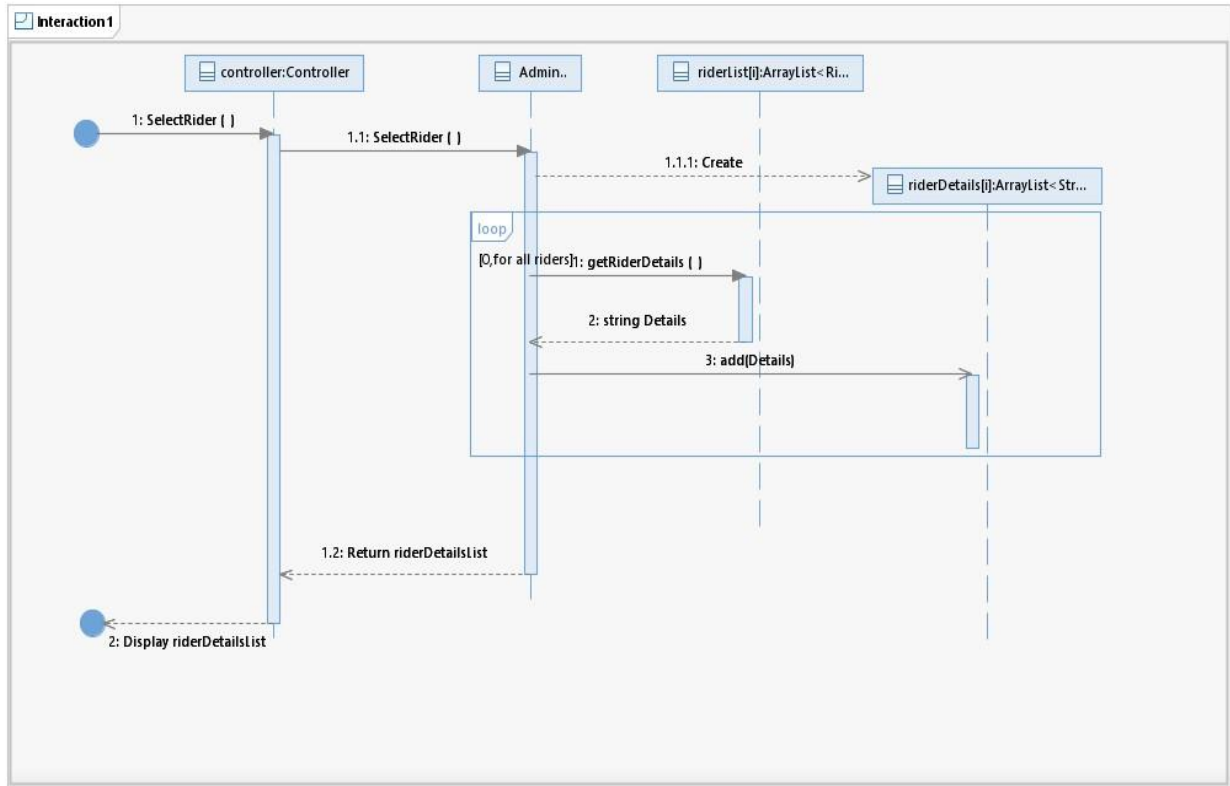 Interaction1
controller:Controller
Admin..
riderList[i]:ArrayList<Ri...
1: SelectRider ( )
1.1: SelectRider ( )
1.1.1: Create
riderDetails[i]:ArrayList<Str...
loop
[0,for all riders]
1: getRiderDetails ( )
2: string Details
3: add(Details)
1.2: Return riderDetailsList
2: Display riderDetailsList